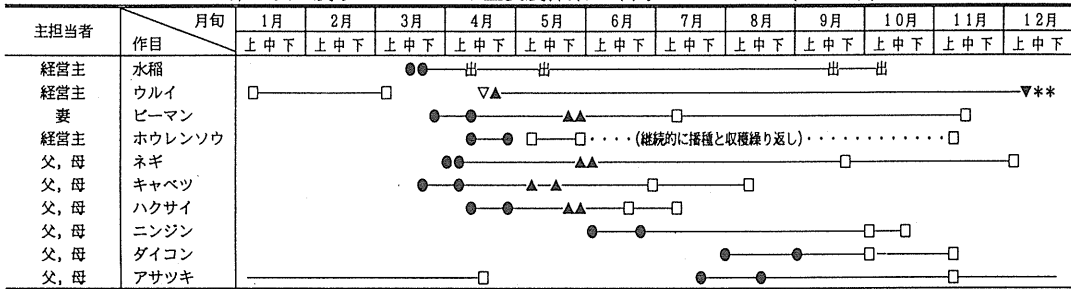 主担当者 月旬 作目 1月 2月 3月 4月 5月 6月 7月 8月 9月 10月 11月 12月
上 中 下 上 中 下 上 中 下 上 中 下 上 中 下 上 中 下 上 中 下 上 中 下 上 中 下 上 中 下 上 中 下 上 中 下
経営主 水稲 出 出 出 出
経営主 ウルイ **
妻 ピーマン
経営主 ホウレンソウ (継続的に播種と収穫繰り返し)
父，母 ネギ
父，母 キャベツ
父，母 ハクサイ
父，母 ニンジン
父，母 ダイコン
父，母 アサツキ